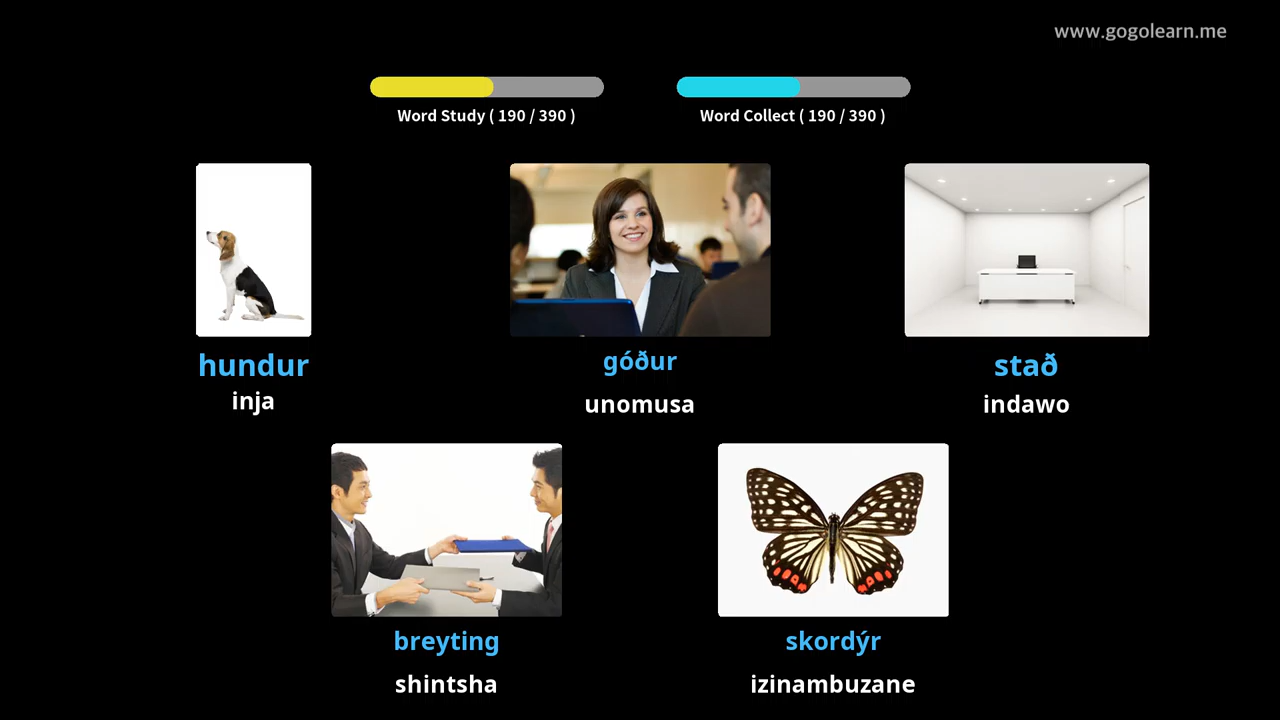 www.gogolearn.me
Word Study ( 190 / 390 )
Word Collect ( 190 / 390 )
hundur
inja
góður
unomusa
stað
indawo
breyting
shintsha
skordýr
izinambuzane